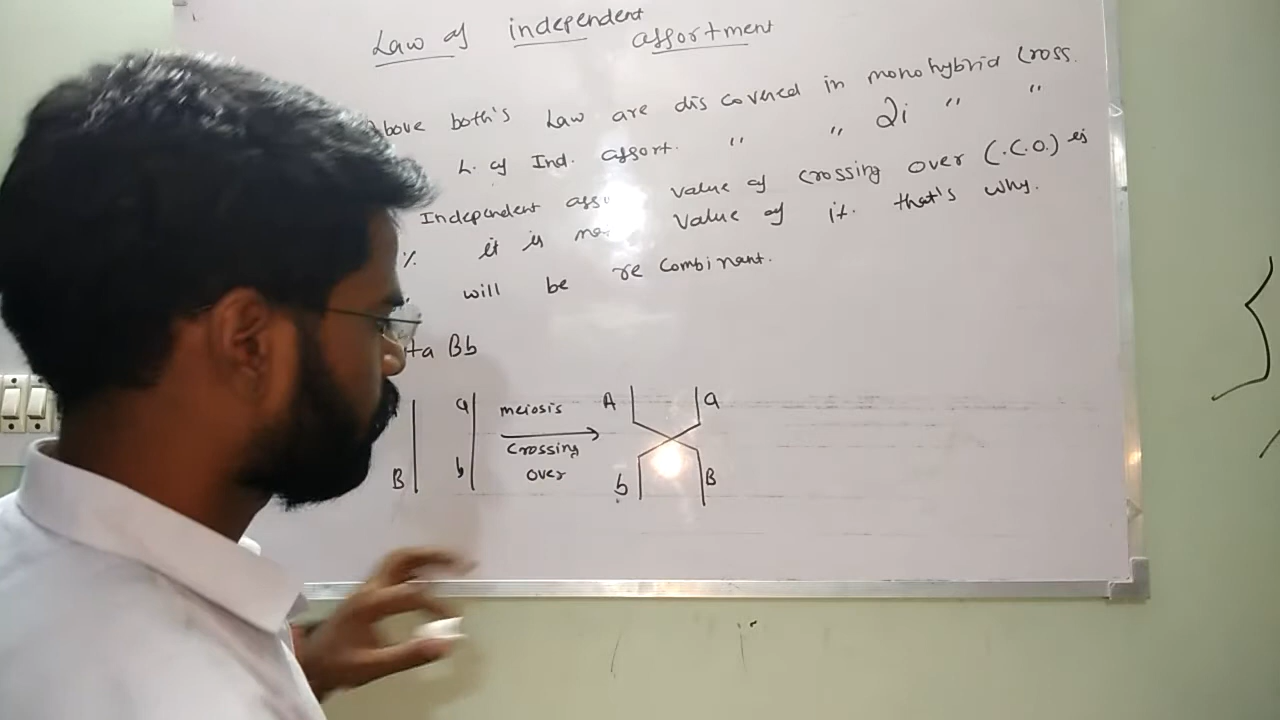 Law of independent
assortment
Above both's Law are discovered in monohybrid Cross.
L. of Ind. assort. " " Di " "
Independent value of Crossing over (C.C.O.) is
% it is value of it. that's why.
will be recombinant.
Bb
A a
a meiosis
Crossing
B b over b B